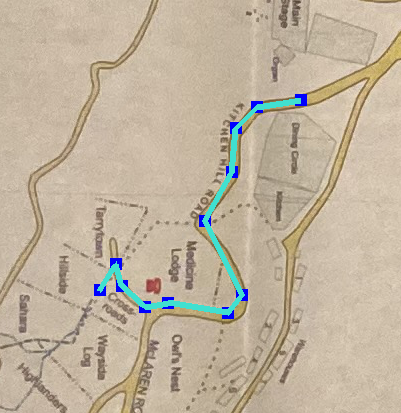 Main
Stage
Organ
KITCHEN HILL ROAD
Dining Circle
Kitchen
Tarrytown
Medicine
Lodge
Hillside
Cross-
roads
Sahara
Wayside
Log
Owl's Nest
McLAREN RO
Highlanders